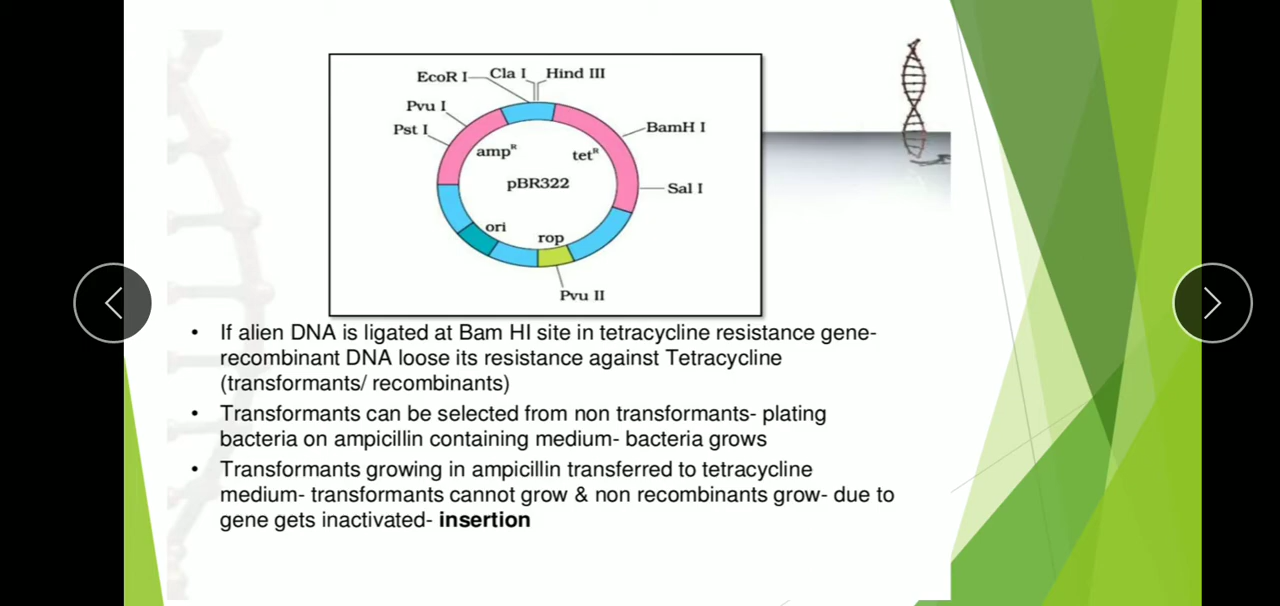 EcoR I
Cla I
Hind III
Pvu I
Pst I
BamH I
ampR
tetR
pBR322
Sal I
ori
rop
Pvu II
• If alien DNA is ligated at Bam HI site in tetracycline resistance gene-
recombinant DNA loose its resistance against Tetracycline
(transformants/ recombinants)
• Transformants can be selected from non transformants- plating
bacteria on ampicillin containing medium- bacteria grows
• Transformants growing in ampicillin transferred to tetracycline
medium- transformants cannot grow & non recombinants grow- due to
gene gets inactivated- insertion